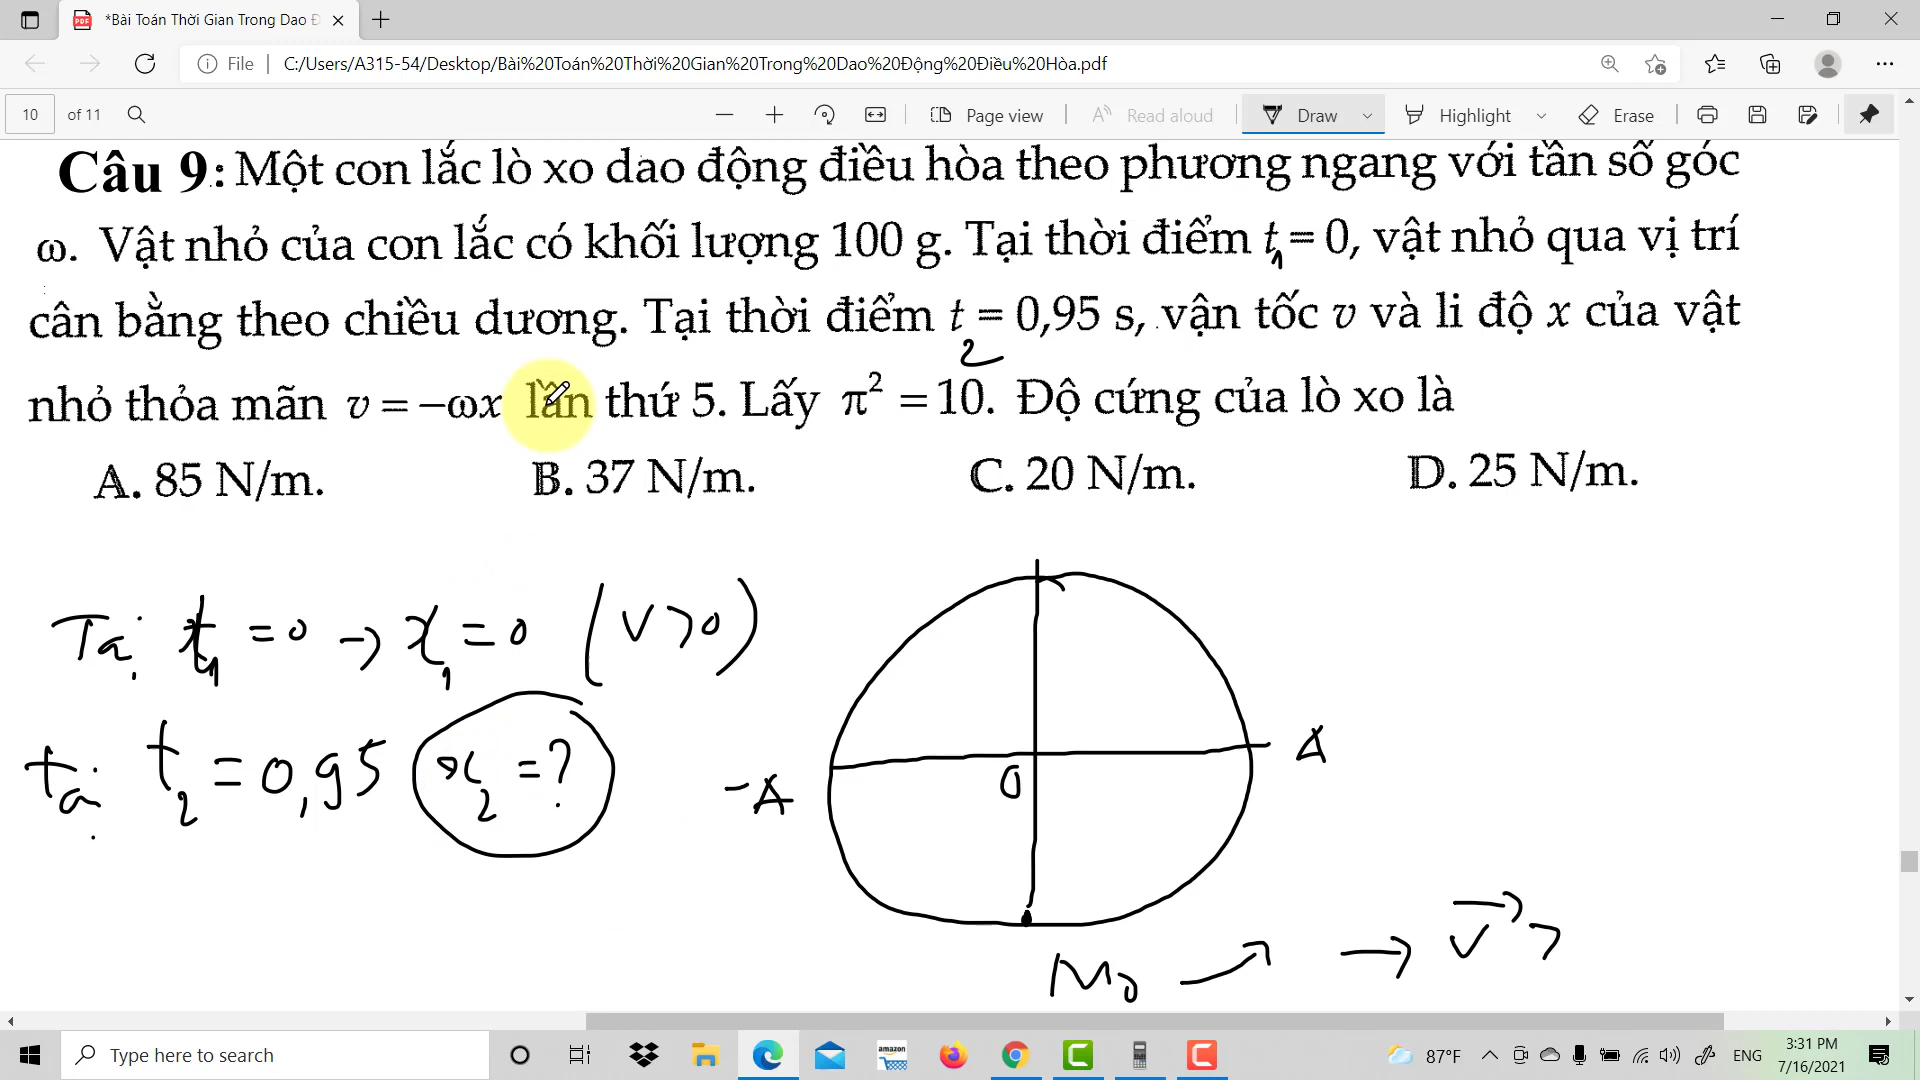 *Bài Toán Thời Gian Trong Dao Đ
File C:/Users/A315-54/Desktop/Bài%20Toán%20Thời%20Gian%20Trong%20Dao%20Động%20Điều%20Hòa.pdf
10 of 11 Page view Read aloud Draw Highlight Erase
Câu 9: Một con lắc lò xo dao động điều hòa theo phương ngang với tần số góc
ω. Vật nhỏ của con lắc có khối lượng 100 g. Tại thời điểm t₁ = 0, vật nhỏ qua vị trí
cân bằng theo chiều dương. Tại thời điểm t₂ = 0,95 s, vận tốc v và li độ x của vật
nhỏ thỏa mãn v = −ωx lần thứ 5. Lấy π² = 10. Độ cứng của lò xo là
A. 85 N/m. B. 37 N/m. C. 20 N/m. D. 25 N/m.
Tại t₁ = 0 → x₁ = 0 (v > 0)
tại t₂ = 0,95 x₂ = ?
-A O A
M₀ → v >
Type here to search amazon 87°F ENG 3:31 PM
7/16/2021